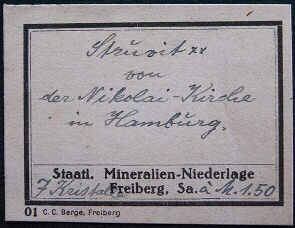 Struvit xx
von
der Nikolai-Kirche
in Hamburg.
Staatl. Mineralien-Niederlage
7 Kristalle Freiberg, Sa. à M. 1.50
01 C. C. Berge, Freiberg